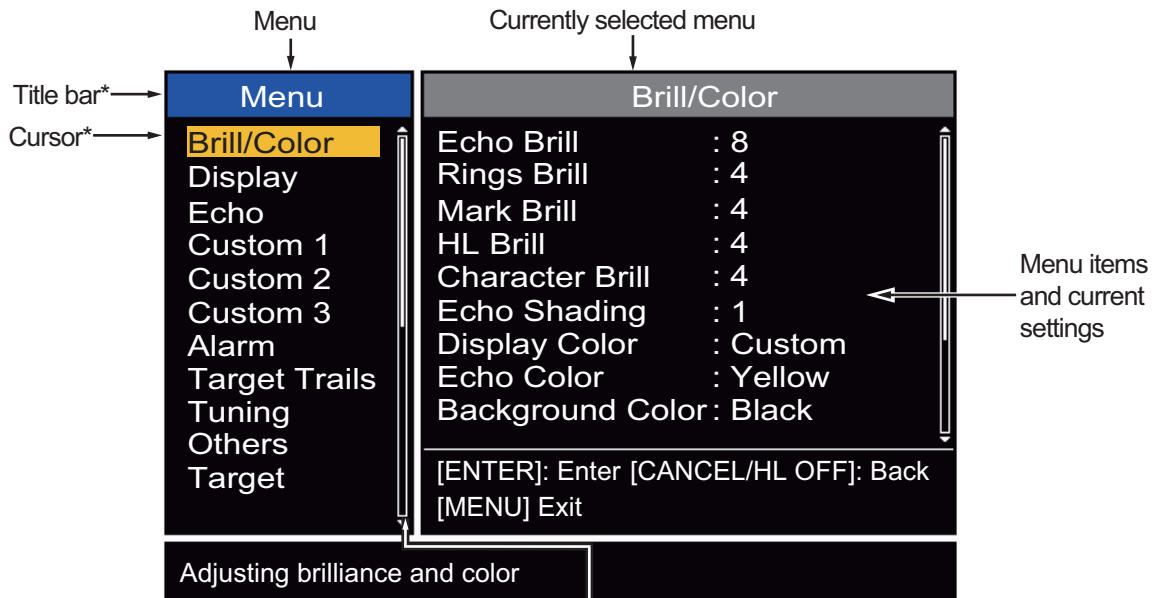 Menu
Currently selected menu
Title bar*
Cursor*
Menu
Brill/Color
Display
Echo
Custom 1
Custom 2
Custom 3
Alarm
Target Trails
Tuning
Others
Target
Brill/Color
Echo Brill : 8
Rings Brill : 4
Mark Brill : 4
HL Brill : 4
Character Brill : 4
Echo Shading : 1
Display Color : Custom
Echo Color : Yellow
Background Color : Black
[ENTER]: Enter [CANCEL/HL OFF]: Back
[MENU] Exit
Menu items
and current
settings
Adjusting brilliance and color